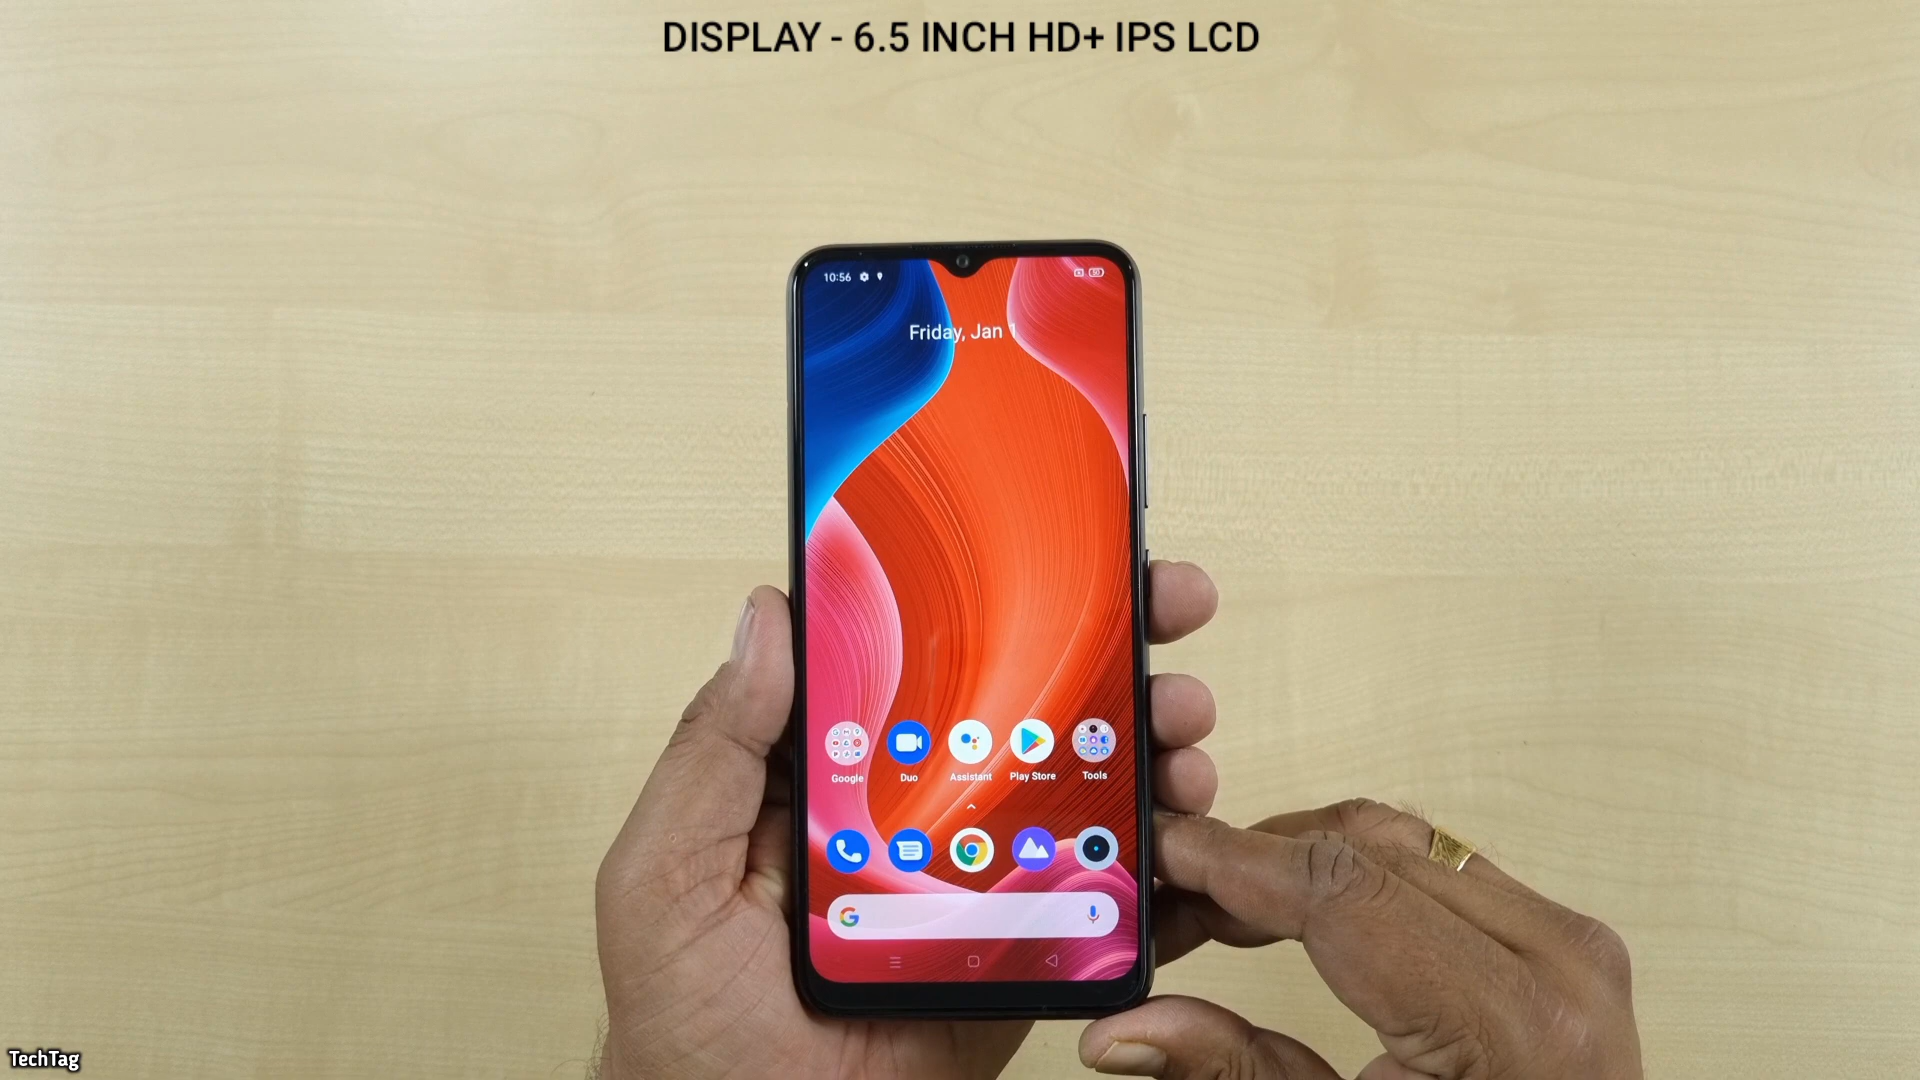 DISPLAY - 6.5 INCH HD+ IPS LCD
10:56
50
Friday, Jan 1
Google Duo Assistant Play Store Tools
G
TechTag